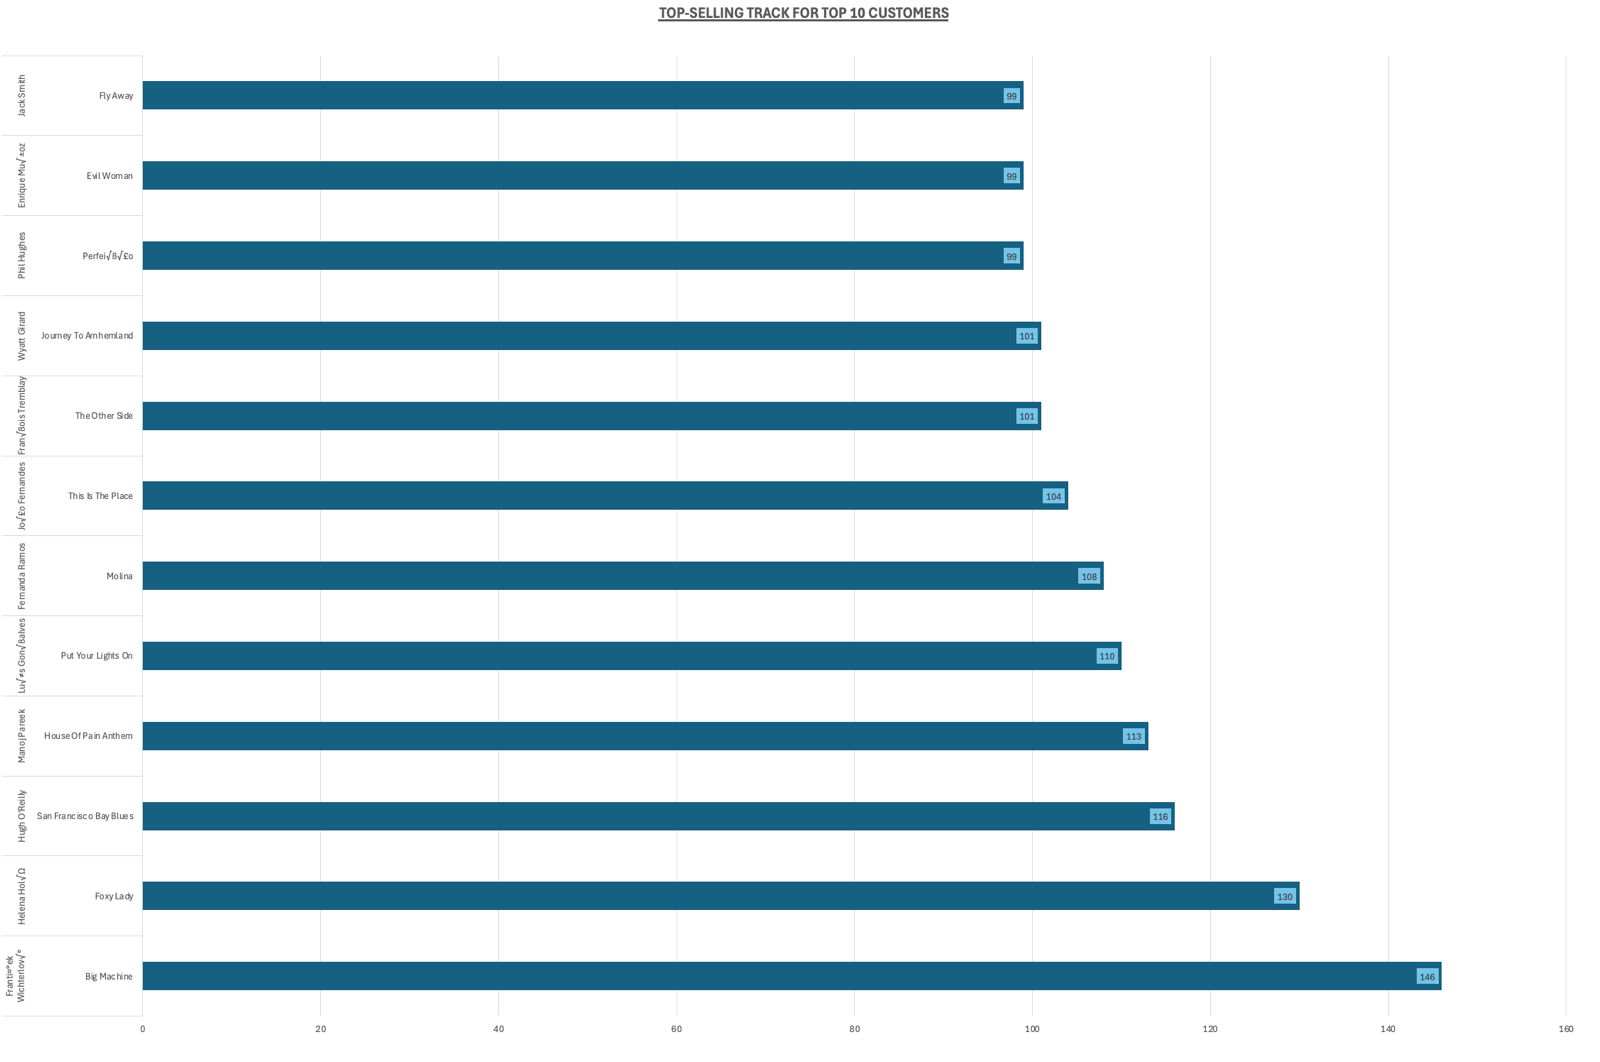 TOP-SELLING TRACK FOR TOP 10 CUSTOMERS
Jack Smith
Fly Away
99
Enrique Mu√±oz
Evil Woman
99
Phil Hughes
Perfei√ß√£o
99
Wyatt Girard
Journey To Arnhemland
101
Fran√ßois Tremblay
The Other Side
101
Jo√£o Fernandes
This Is The Place
104
Fernanda Ramos
Molina
108
Lu√≠s Gon√ßalves
Put Your Lights On
110
Manoj Pareek
House Of Pain Anthem
113
Hugh O'Reilly
San Francisco Bay Blues
116
Helena Hol√Ω
Foxy Lady
130
Franti≈°ek
Wichterlov√°
Big Machine
146
0 20 40 60 80 100 120 140 160